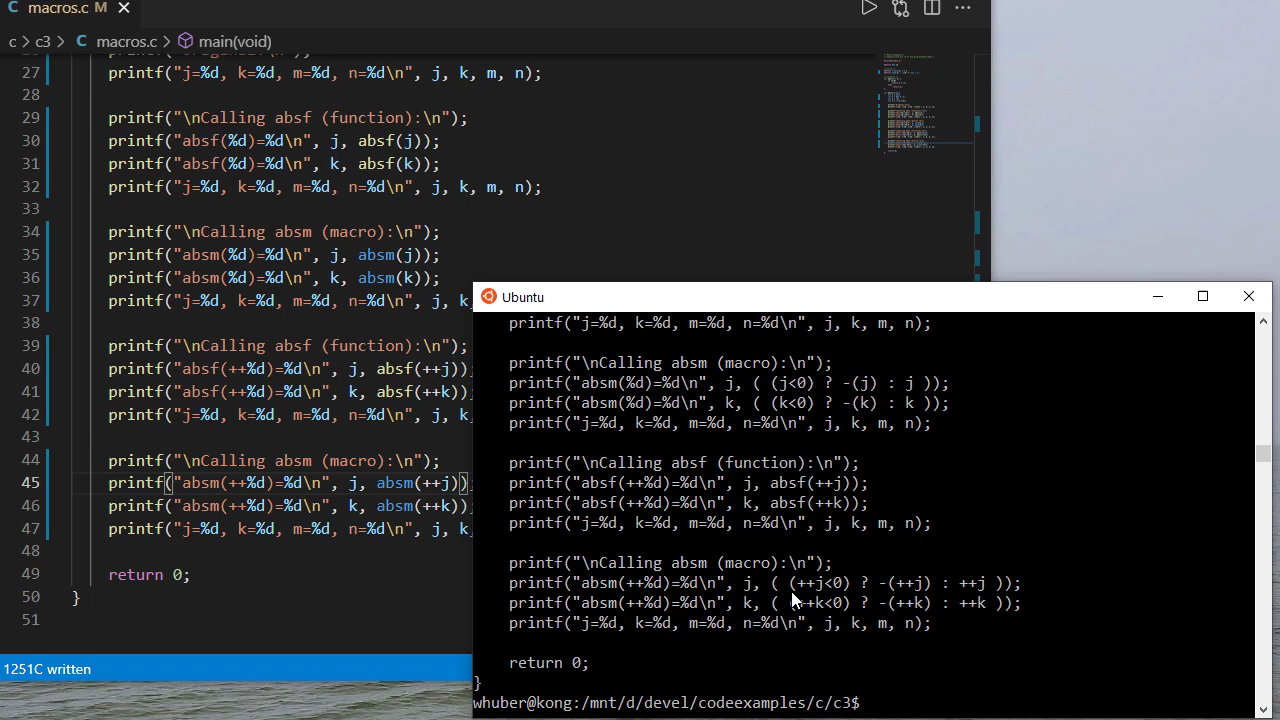 macros.c M
c > c3 > C macros.c > main(void)
27 printf("j=%d, k=%d, m=%d, n=%d\n", j, k, m, n);
28
29 printf("\nCalling absf (function):\n");
30 printf("absf(%d)=%d\n", j, absf(j));
31 printf("absf(%d)=%d\n", k, absf(k));
32 printf("j=%d, k=%d, m=%d, n=%d\n", j, k, m, n);
33
34 printf("\nCalling absm (macro):\n");
35 printf("absm(%d)=%d\n", j, absm(j));
36 printf("absm(%d)=%d\n", k, absm(k));
37 printf("j=%d, k=%d, m=%d, n=%d\n", j, k,
38
39 printf("\nCalling absf (function):\n");
40 printf("absf(++%d)=%d\n", j, absf(++j));
41 printf("absf(++%d)=%d\n", k, absf(++k));
42 printf("j=%d, k=%d, m=%d, n=%d\n", j, k,
43
44 printf("\nCalling absm (macro):\n");
45 printf("absm(++%d)=%d\n", j, absm(++j));
46 printf("absm(++%d)=%d\n", k, absm(++k));
47 printf("j=%d, k=%d, m=%d, n=%d\n", j, k,
48
49 return 0;
50 }
51
1251C written
Ubuntu
printf("j=%d, k=%d, m=%d, n=%d\n", j, k, m, n);
printf("\nCalling absm (macro):\n");
printf("absm(%d)=%d\n", j, ( (j<0) ? -(j) : j ));
printf("absm(%d)=%d\n", k, ( (k<0) ? -(k) : k ));
printf("j=%d, k=%d, m=%d, n=%d\n", j, k, m, n);
printf("\nCalling absf (function):\n");
printf("absf(++%d)=%d\n", j, absf(++j));
printf("absf(++%d)=%d\n", k, absf(++k));
printf("j=%d, k=%d, m=%d, n=%d\n", j, k, m, n);
printf("\nCalling absm (macro):\n");
printf("absm(++%d)=%d\n", j, ( (++j<0) ? -(++j) : ++j ));
printf("absm(++%d)=%d\n", k, ( (++k<0) ? -(++k) : ++k ));
printf("j=%d, k=%d, m=%d, n=%d\n", j, k, m, n);
return 0;
}
whuber@kong:/mnt/d/devel/codeexamples/c/c3$